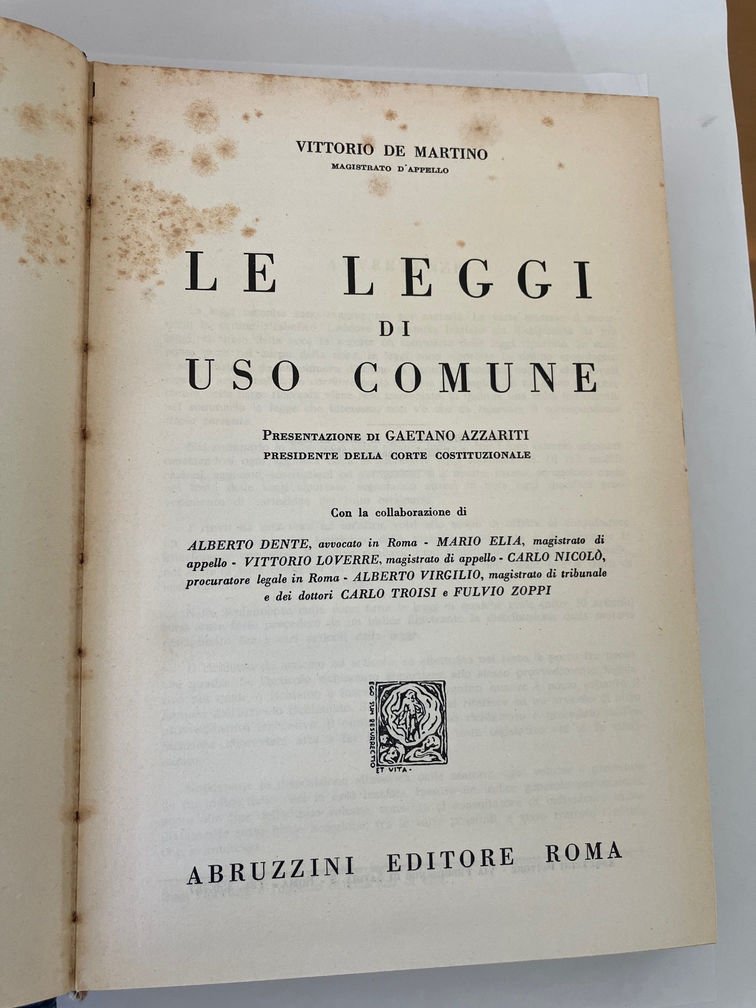 VITTORIO DE MARTINO
MAGISTRATO D'APPELLO
LE LEGGI
DI
USO COMUNE
PRESENTAZIONE DI GAETANO AZZARITI
PRESIDENTE DELLA CORTE COSTITUZIONALE
Con la collaborazione di
ALBERTO DENTE, avvocato in Roma - MARIO ELIA, magistrato di
appello - VITTORIO LOVERRE, magistrato di appello - CARLO NICOLÒ,
procuratore legale in Roma - ALBERTO VIRGILIO, magistrato di tribunale
e dei dottori CARLO TROISI e FULVIO ZOPPI
EGO SUM RESURRECTIO
ET VITA.
ABRUZZINI EDITORE ROMA